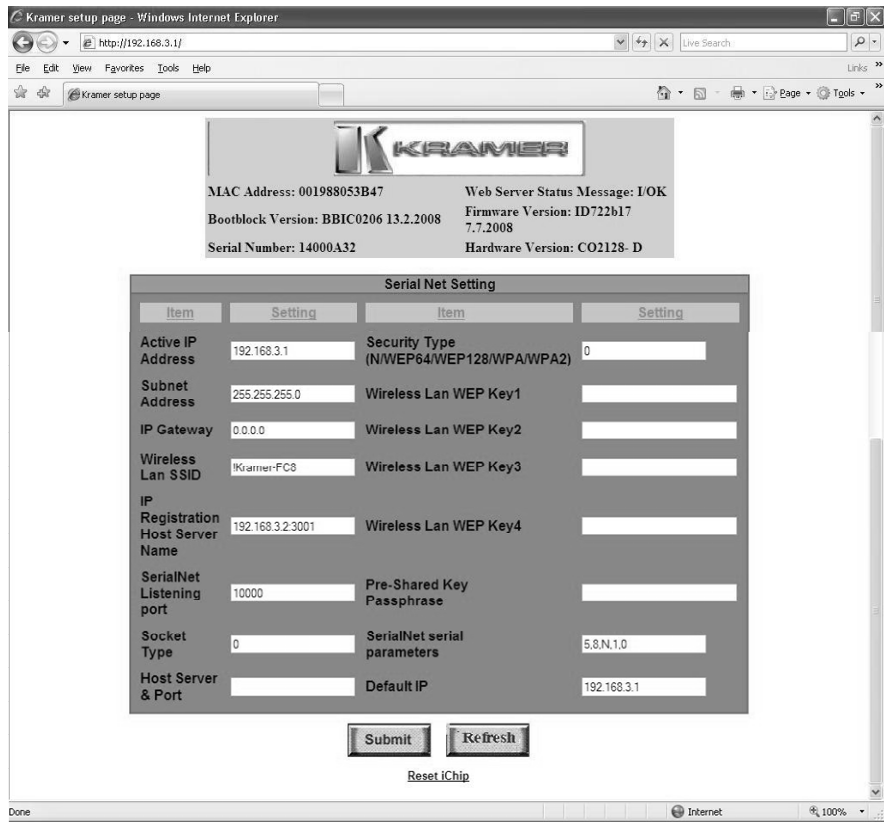 Kramer setup page - Windows Internet Explorer
http://192.168.3.1/
Live Search
File Edit View Favorites Tools Help
Links »
Kramer setup page
Page Tools »
KRAMER
MAC Address: 001988053B47 Web Server Status Message: I/OK
Bootblock Version: BBIC0206 13.2.2008 Firmware Version: ID722b17
7.7.2008
Serial Number: 14000A32 Hardware Version: CO2128- D
Serial Net Setting
Item Setting Item Setting
Active IP
Address
192.168.3.1
Security Type
(N/WEP64/WEP128/WPA/WPA2)
0
Subnet
Address
255.255.255.0
Wireless Lan WEP Key1
IP Gateway 0.0.0.0 Wireless Lan WEP Key2
Wireless
Lan SSID
!Kramer-FC8
Wireless Lan WEP Key3
IP
Registration
Host Server
Name
192.168.3.2:3001
Wireless Lan WEP Key4
SerialNet
Listening
port
10000
Pre-Shared Key
Passphrase
Socket
Type
0
SerialNet serial
parameters
5,8,N,1,0
Host Server
& Port
Default IP 192.168.3.1
Submit Refresh
Reset iChip
Done Internet 100%